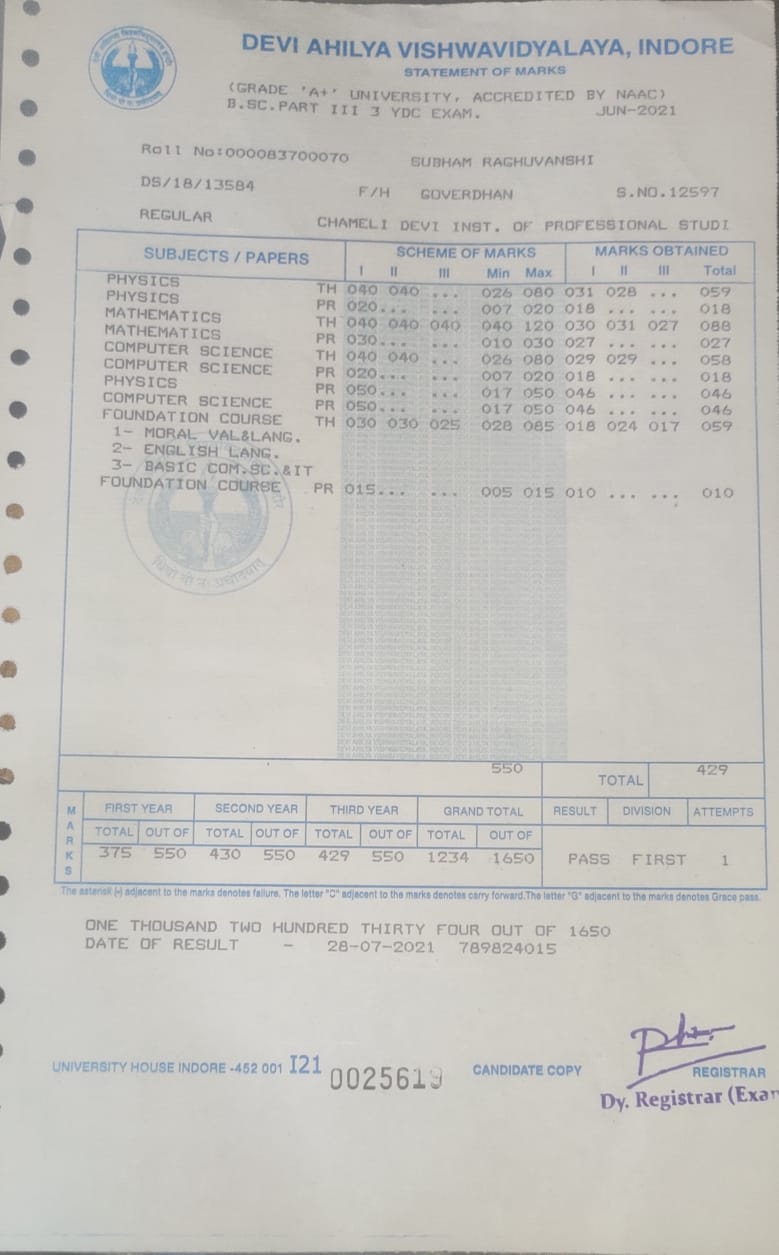 DEVI AHILYA VISHWAVIDYALAYA, INDORE
STATEMENT OF MARKS
(GRADE 'A+' UNIVERSITY, ACCREDITED BY NAAC)
B.SC.PART III 3 YDC EXAM. JUN-2021
Roll No:000083700070 SUBHAM RAGHUVANSHI
DS/18/13584 F/H GOVERDHAN S.NO.12597
REGULAR CHAMELI DEVI INST. OF PROFESSIONAL STUDI
SUBJECTS / PAPERS SCHEME OF MARKS MARKS OBTAINED
I II III Min Max I II III Total
PHYSICS TH 040 040 ... 026 080 031 028 ... 059
PHYSICS PR 020... ... 007 020 018 ... ... 018
MATHEMATICS TH 040 040 040 040 120 030 031 027 088
MATHEMATICS PR 030... ... 010 030 027 ... ... 027
COMPUTER SCIENCE TH 040 040 ... 026 080 029 029 ... 058
COMPUTER SCIENCE PR 020... ... 007 020 018 ... ... 018
PHYSICS PR 050... ... 017 050 046 ... ... 046
COMPUTER SCIENCE PR 050... ... 017 050 046 ... ... 046
FOUNDATION COURSE TH 030 030 025 028 085 018 024 017 059
1- MORAL VAL&LANG.
2- ENGLISH LANG.
3- BASIC COM.SC.&IT
FOUNDATION COURSE PR 015... ... 005 015 010 ... ... 010
धियो यो नः प्रचोदयात्
550 TOTAL 429
MARKS FIRST YEAR SECOND YEAR THIRD YEAR GRAND TOTAL RESULT DIVISION ATTEMPTS
TOTAL OUT OF TOTAL OUT OF TOTAL OUT OF TOTAL OUT OF
375 550 430 550 429 550 1234 1650 PASS FIRST 1
The asterisk (*) adjacent to the marks denotes failure. The letter "C" adjacent to the marks denotes carry forward.The letter "G" adjacent to the marks denotes Grace pass.
ONE THOUSAND TWO HUNDRED THIRTY FOUR OUT OF 1650
DATE OF RESULT - 28-07-2021 789824015
UNIVERSITY HOUSE INDORE -452 001 I21 0025619 CANDIDATE COPY REGISTRAR
Dy. Registrar (Exam